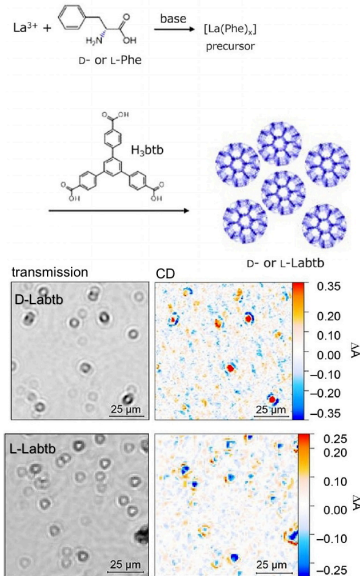 La3+ +
OH
O
H2N
D- or L-Phe
base
[La(Phe)x]
precursor
O
OH
H3btb
O
HO
O
OH
D- or L-Labtb
transmission
CD
D-Labtb
25 μm
25 μm
0.35
0.20
0.10
0.00
−0.10
−0.20
−0.35
ΔA
L-Labtb
25 μm
25 μm
0.25
0.20
0.10
0.00
−0.10
−0.20
−0.25
ΔA